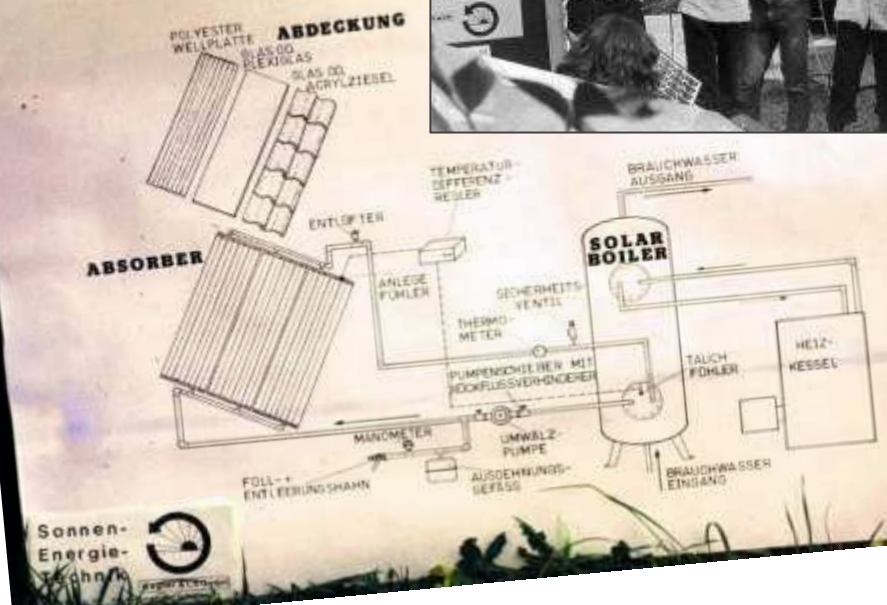 POLYESTER
WELLPLATTE
ABDECKUNG
GLAS OD.
PLEXIGLAS
GLAS OD.
ACRYLZIEGEL
TEMPERATUR-
DIFFERENZ-
REGLER
BRAUCHWASSER
AUSGANG
ENTLÜFTER
ABSORBER
SOLAR
BOILER
ANLEGE
FÜHLER
SICHERHEITS-
VENTIL
THERMO-
METER
HEIZ-
KESSEL
PUMPENSCHIEBER MIT
RÜCKFLUSSVERHINDERER
TAUCH
FÜHLER
MANOMETER
UMWÄLZ-
PUMPE
FÜLL-+
ENTLEERUNGSHAHN
AUSDEHNUNGS-
GEFÄSS
BRAUCHWASSER
EINGANG
Sonnen-
Energie-
Technik